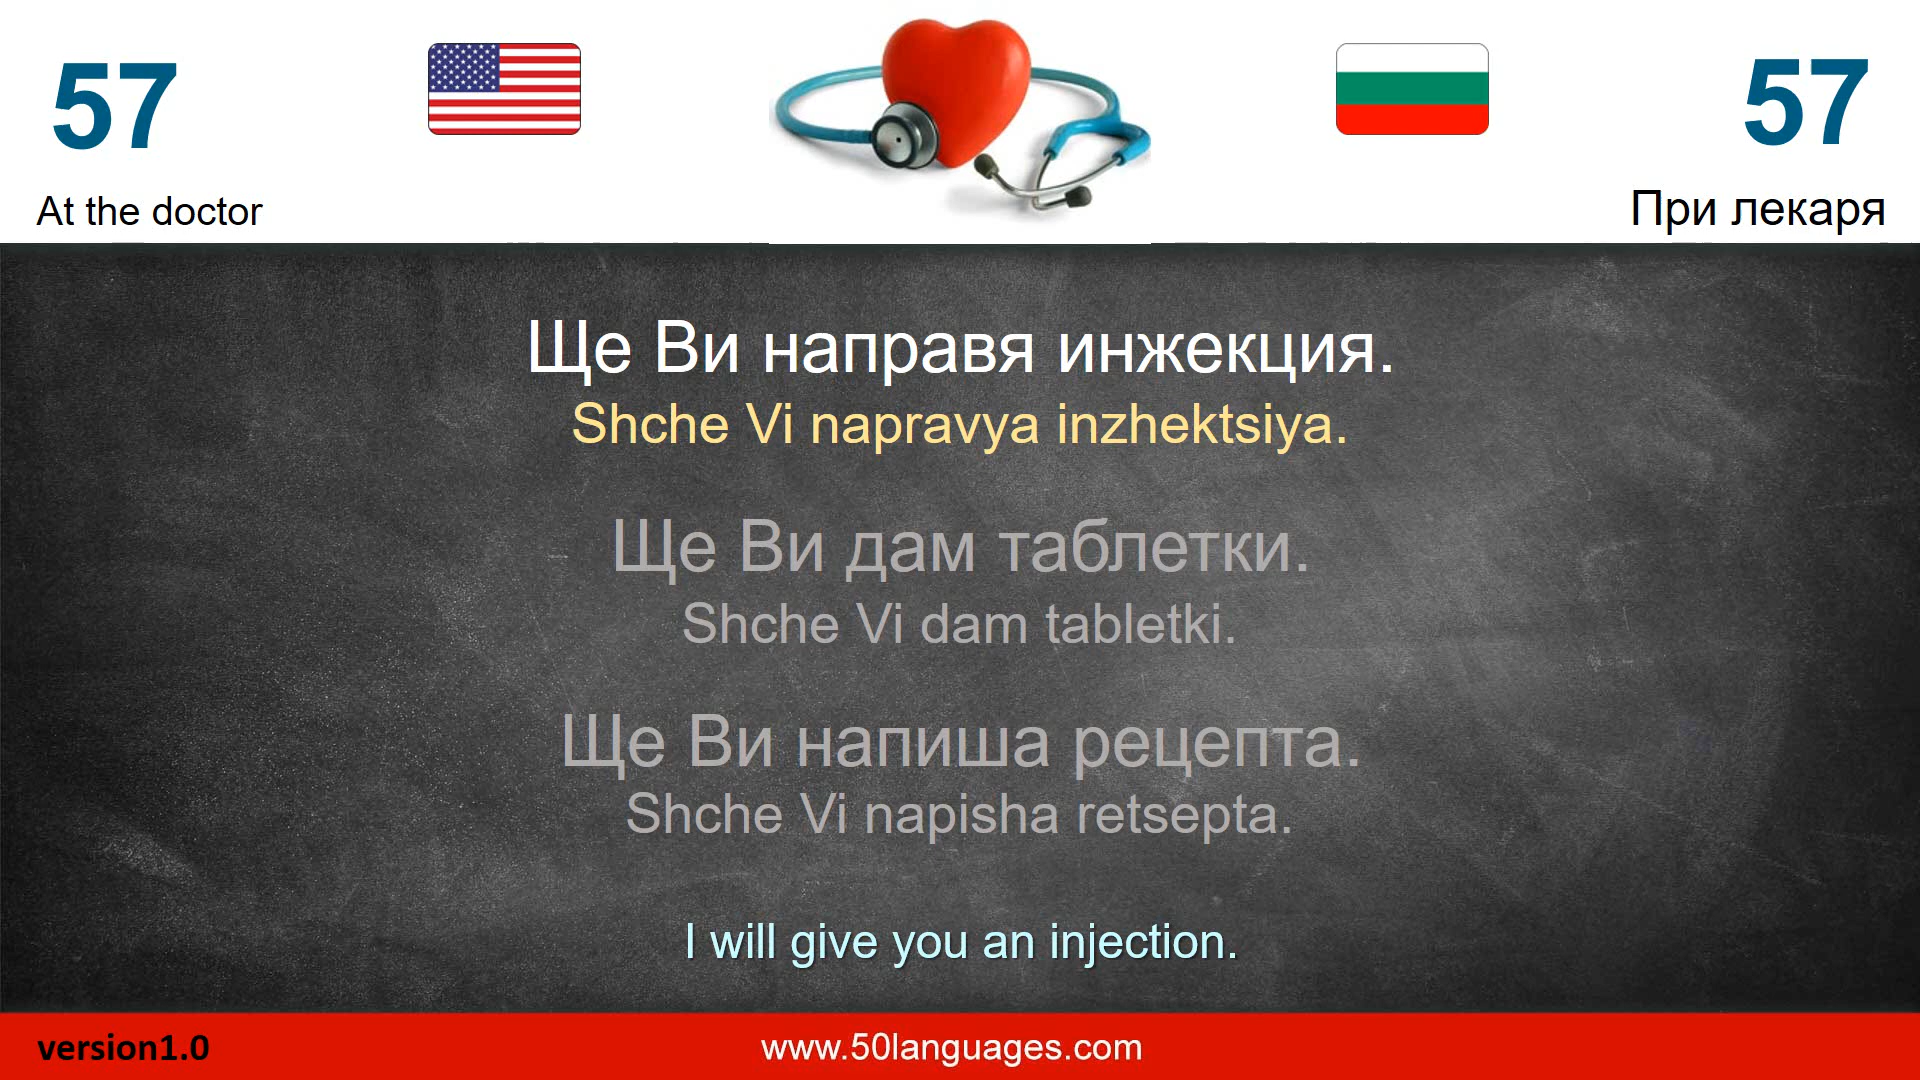 57
57
At the doctor
При лекаря
Ще Ви направя инжекция.
Shche Vi napravya inzhektsiya.
Ще Ви дам таблетки.
Shche Vi dam tabletki.
Ще Ви напиша рецепта.
Shche Vi napisha retsepta.
I will give you an injection.
version1.0
www.50languages.com